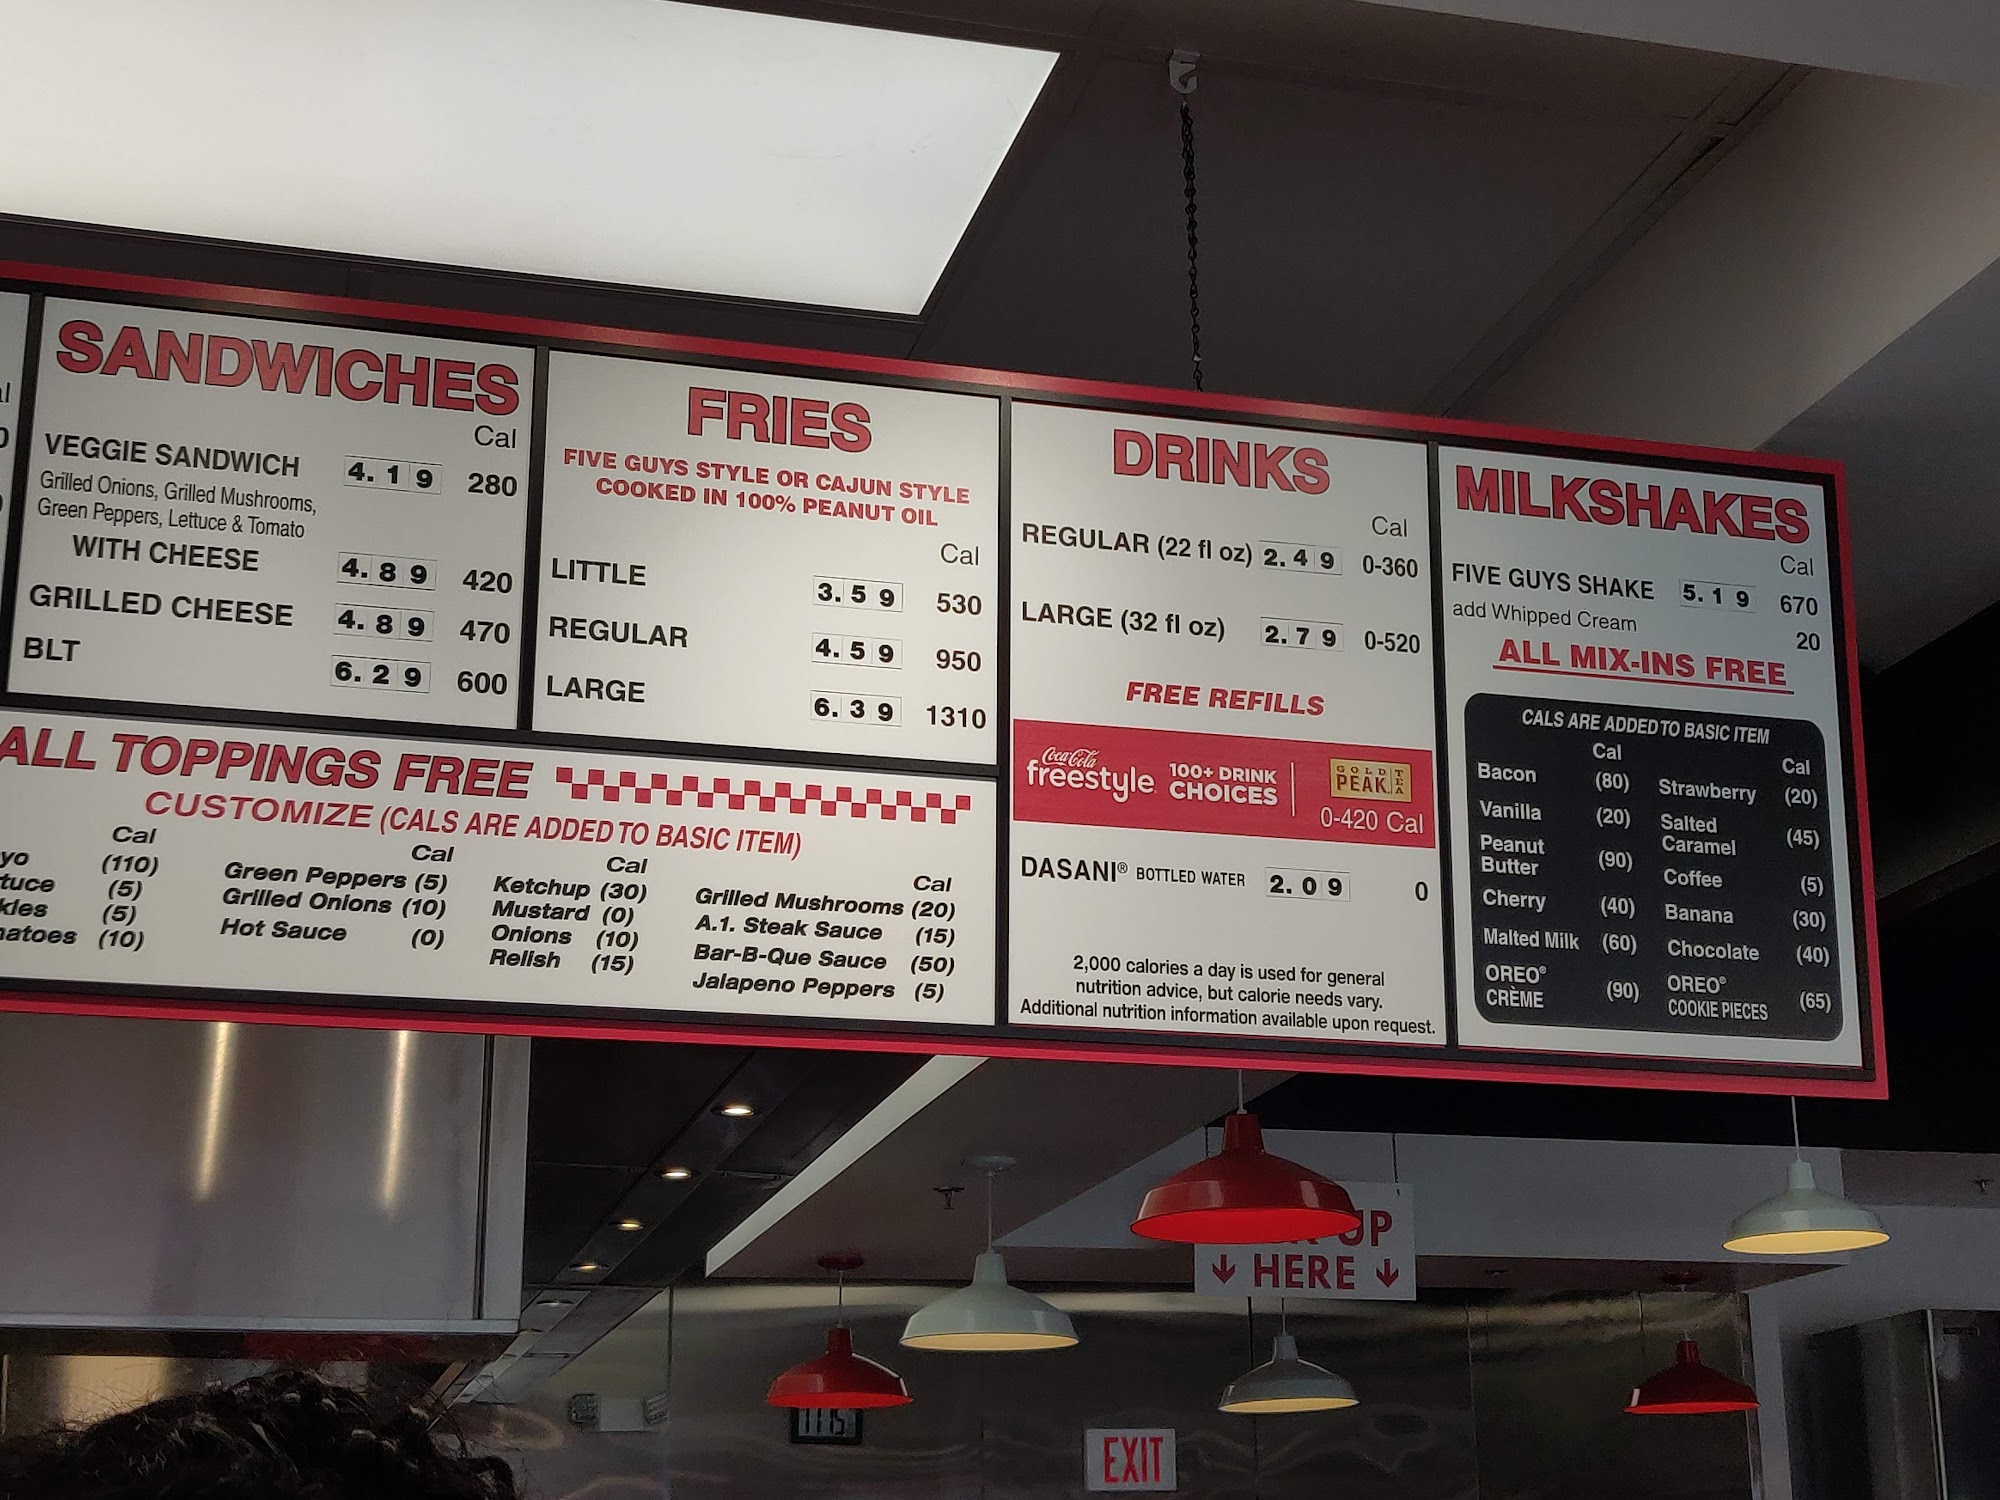 SANDWICHES
Cal
VEGGIE SANDWICH 4.19 280
Grilled Onions, Grilled Mushrooms,
Green Peppers, Lettuce & Tomato
WITH CHEESE 4.89 420
GRILLED CHEESE 4.89 470
BLT 6.29 600
FRIES
FIVE GUYS STYLE OR CAJUN STYLE
COOKED IN 100% PEANUT OIL
Cal
LITTLE 3.59 530
REGULAR 4.59 950
LARGE 6.39 1310
ALL TOPPINGS FREE
CUSTOMIZE (CALS ARE ADDED TO BASIC ITEM)
Cal
yo (110)
tuce (5)
kles (5)
natoes (10)
Cal
Green Peppers (5)
Grilled Onions (10)
Hot Sauce (0)
Cal
Ketchup (30)
Mustard (0)
Onions (10)
Relish (15)
Cal
Grilled Mushrooms (20)
A.1. Steak Sauce (15)
Bar-B-Que Sauce (50)
Jalapeno Peppers (5)
DRINKS
Cal
REGULAR (22 fl oz) 2.49 0-360
LARGE (32 fl oz) 2.79 0-520
FREE REFILLS
Coca-Cola
freestyle
100+ DRINK
CHOICES
GOLD
PEAK
TEA
0-420 Cal
DASANI® BOTTLED WATER 2.09 0
2,000 calories a day is used for general
nutrition advice, but calorie needs vary.
Additional nutrition information available upon request.
MILKSHAKES
Cal
FIVE GUYS SHAKE 5.19 670
add Whipped Cream 20
ALL MIX-INS FREE
CALS ARE ADDED TO BASIC ITEM
Cal
Bacon (80)
Vanilla (20)
Peanut
Butter (90)
Cherry (40)
Malted Milk (60)
OREO®
CRÈME (90)
Cal
Strawberry (20)
Salted
Caramel (45)
Coffee (5)
Banana (30)
Chocolate (40)
OREO®
COOKIE PIECES (65)
UP
↓ HERE ↓
EXIT